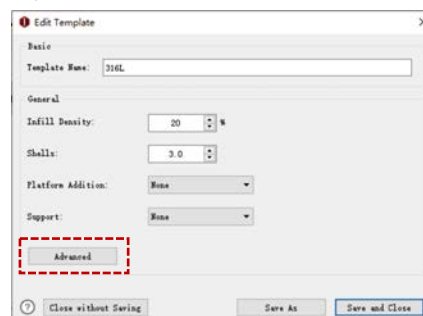 Edit Template
Basic
Template Name: 316L
General
Infill Density: 20 %
Shells: 3.0
Platform Addition: None
Support: None
Advanced
? Close without Saving Save As Save and Close